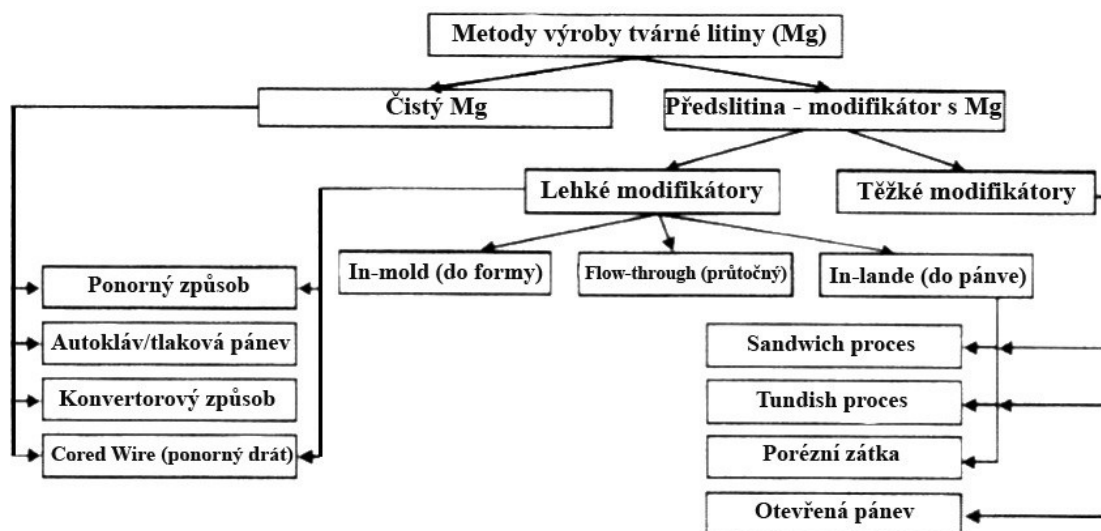 Metody výroby tvárné litiny (Mg)
Čistý Mg
Předslitina - modifikátor s Mg
Lehké modifikátory
Těžké modifikátory
In-mold (do formy)
Flow-through (průtočný)
In-lande (do pánve)
Ponorný způsob
Autokláv/tlaková pánev
Konvertorový způsob
Cored Wire (ponorný drát)
Sandwich proces
Tundish proces
Porézní zátka
Otevřená pánev